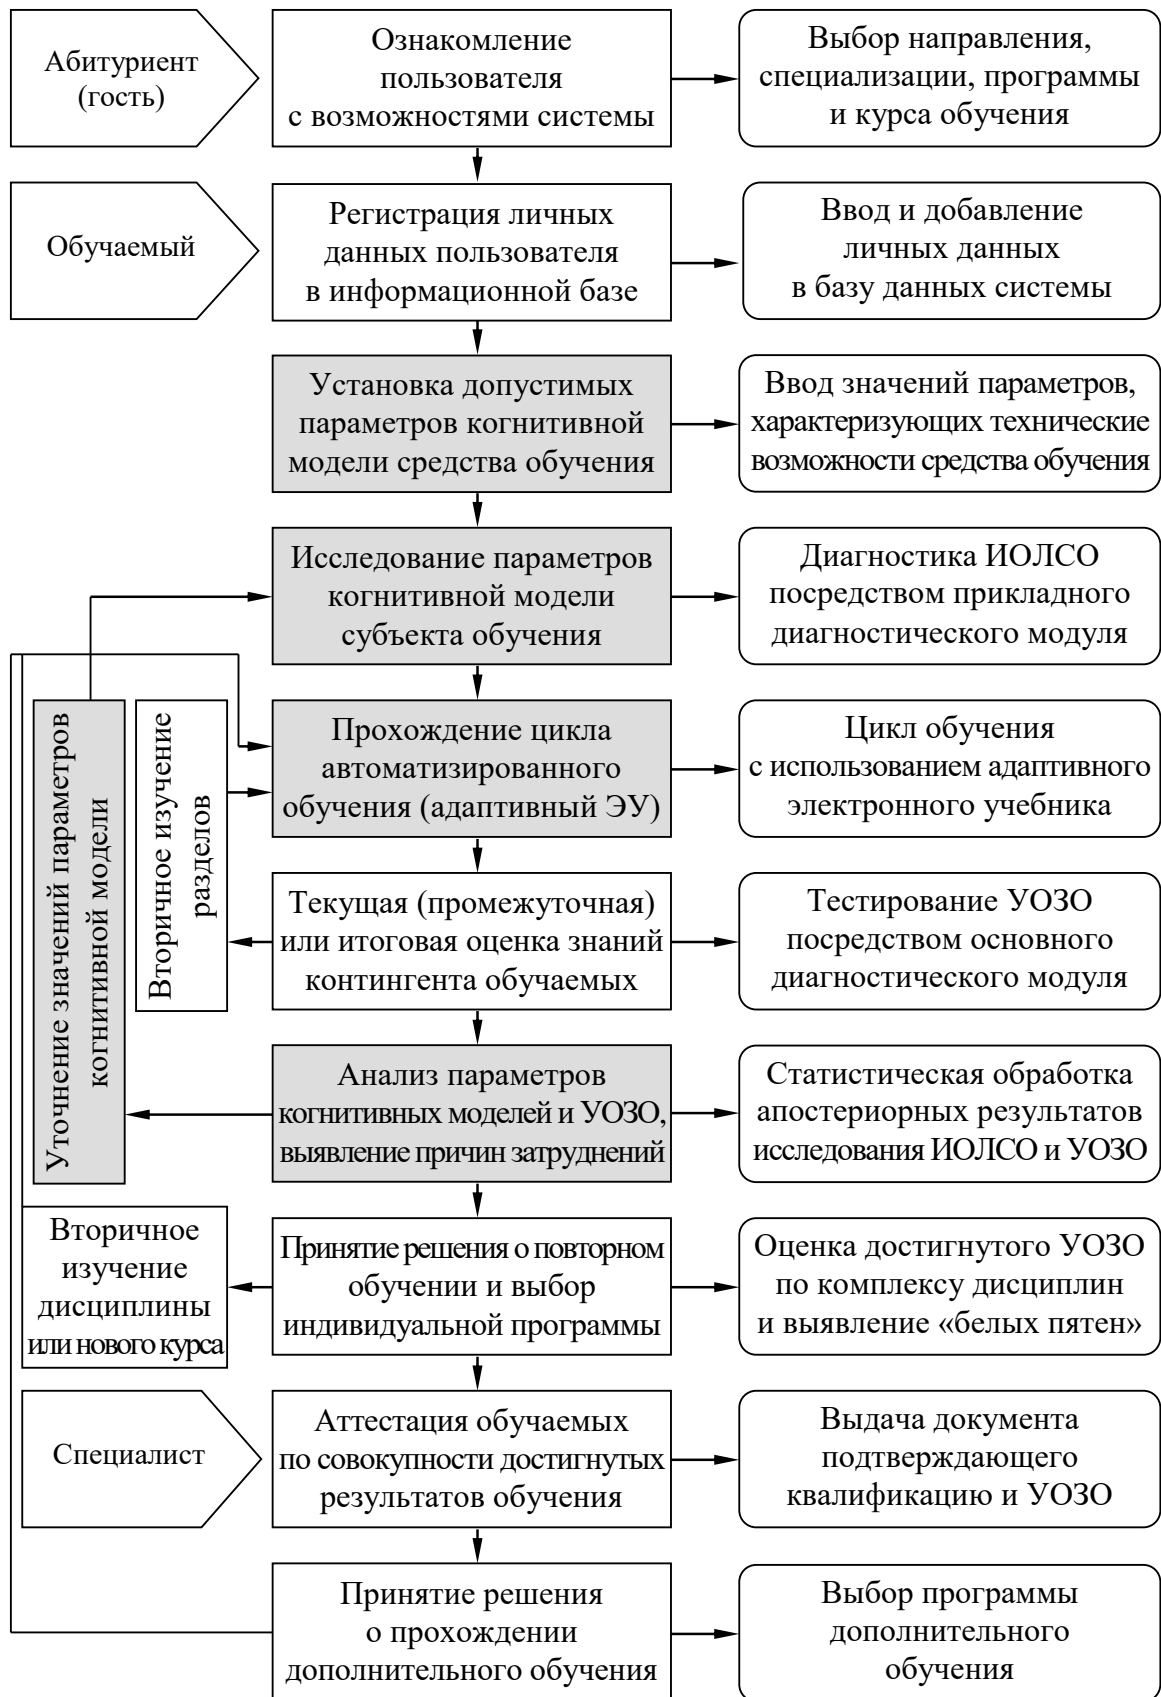 Абитуриент
(гость)
Ознакомление
пользователя
с возможностями системы
Выбор направления,
специализации, программы
и курса обучения
Обучаемый
Регистрация личных
данных пользователя
в информационной базе
Ввод и добавление
личных данных
в базу данных системы
Установка допустимых
параметров когнитивной
модели средства обучения
Ввод значений параметров,
характеризующих технические
возможности средства обучения
Исследование параметров
когнитивной модели
субъекта обучения
Диагностика ИОЛСО
посредством прикладного
диагностического модуля
Уточнение значений параметров
когнитивной модели
Вторичное изучение
разделов
Прохождение цикла
автоматизированного
обучения (адаптивный ЭУ)
Цикл обучения
с использованием адаптивного
электронного учебника
Текущая (промежуточная)
или итоговая оценка знаний
контингента обучаемых
Тестирование УОЗО
посредством основного
диагностического модуля
Анализ параметров
когнитивных моделей и УОЗО,
выявление причин затруднений
Статистическая обработка
апостериорных результатов
исследования ИОЛСО и УОЗО
Вторичное
изучение
дисциплины
или нового курса
Принятие решения о повторном
обучении и выбор
индивидуальной программы
Оценка достигнутого УОЗО
по комплексу дисциплин
и выявление «белых пятен»
Специалист
Аттестация обучаемых
по совокупности достигнутых
результатов обучения
Выдача документа
подтверждающего
квалификацию и УОЗО
Принятие решения
о прохождении
дополнительного обучения
Выбор программы
дополнительного
обучения